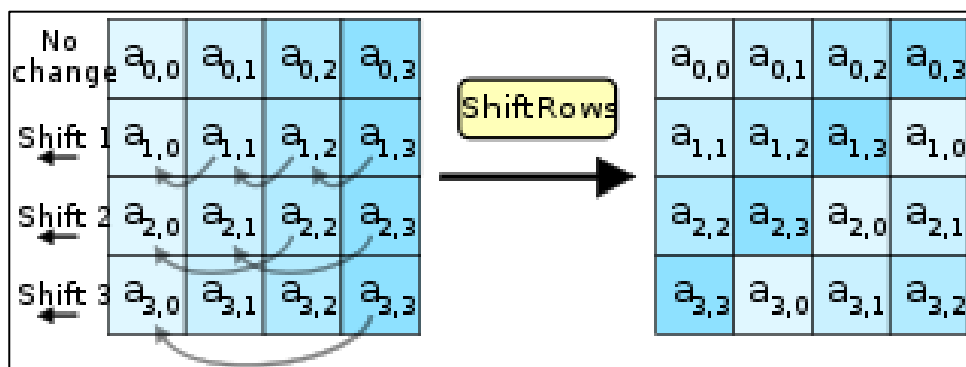 No change a0,0 a0,1 a0,2 a0,3 a0,0 a0,1 a0,2 a0,3
ShiftRows
Shift 1 a1,0 a1,1 a1,2 a1,3 a1,1 a1,2 a1,3 a1,0
Shift 2 a2,0 a2,1 a2,2 a2,3 a2,2 a2,3 a2,0 a2,1
Shift 3 a3,0 a3,1 a3,2 a3,3 a3,3 a3,0 a3,1 a3,2